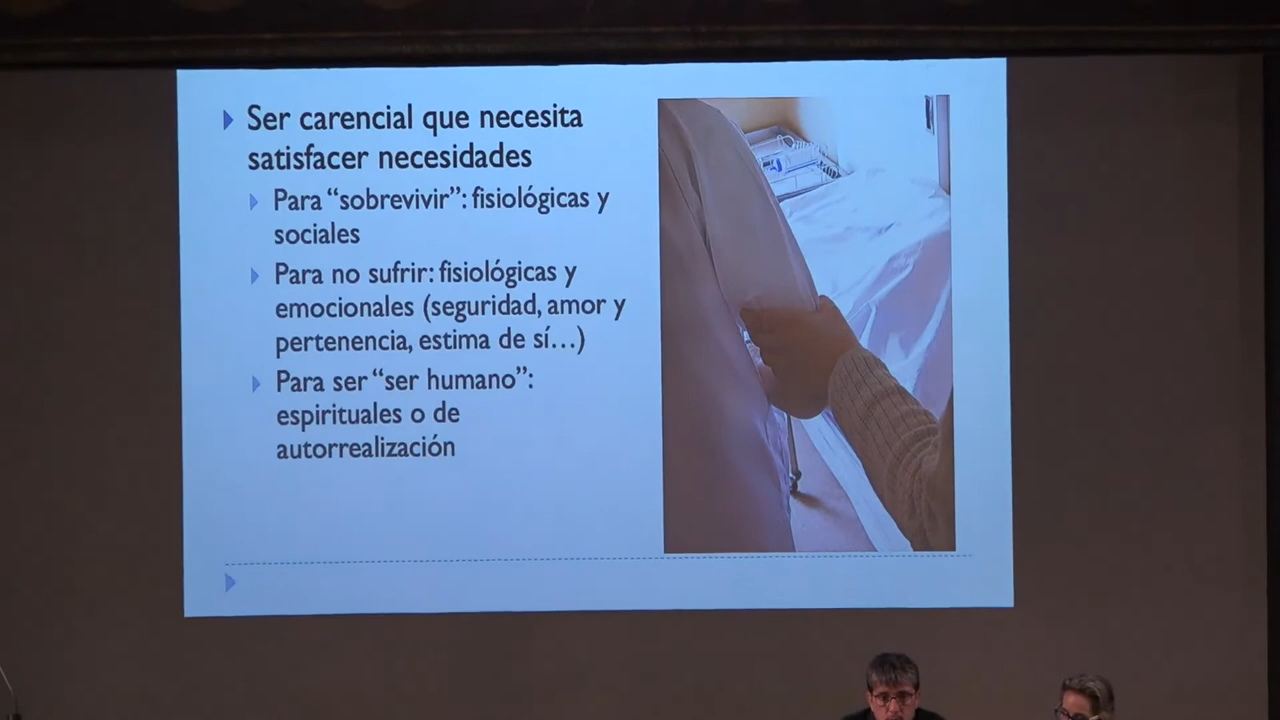 Ser carencial que necesita
satisfacer necesidades
Para “sobrevivir”: fisiológicas y
sociales
Para no sufrir: fisiológicas y
emocionales (seguridad, amor y
pertenencia, estima de sí…)
Para ser “ser humano”:
espirituales o de
autorrealización